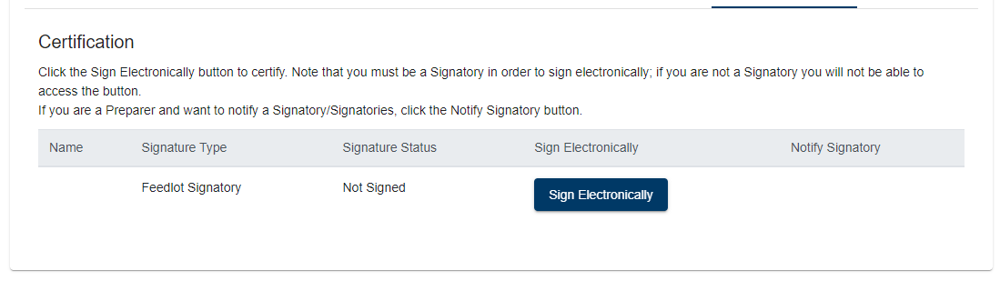 Certification
Click the Sign Electronically button to certify. Note that you must be a Signatory in order to sign electronically; if you are not a Signatory you will not be able to
access the button.
If you are a Preparer and want to notify a Signatory/Signatories, click the Notify Signatory button.
Name Signature Type Signature Status Sign Electronically Notify Signatory
Feedlot Signatory Not Signed Sign Electronically